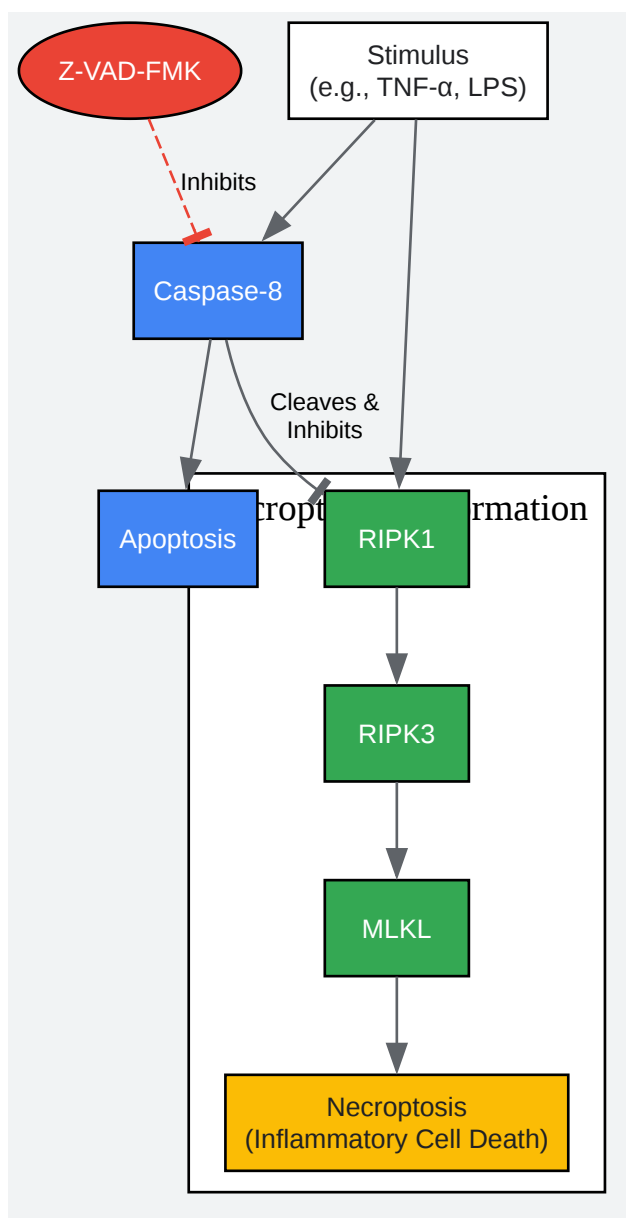 Z-VAD-FMK
Stimulus
(e.g., TNF-α, LPS)
Inhibits
Caspase-8
Cleaves &
Inhibits
Apoptosis
RIPK1
RIPK3
MLKL
Necroptosis
(Inflammatory Cell Death)